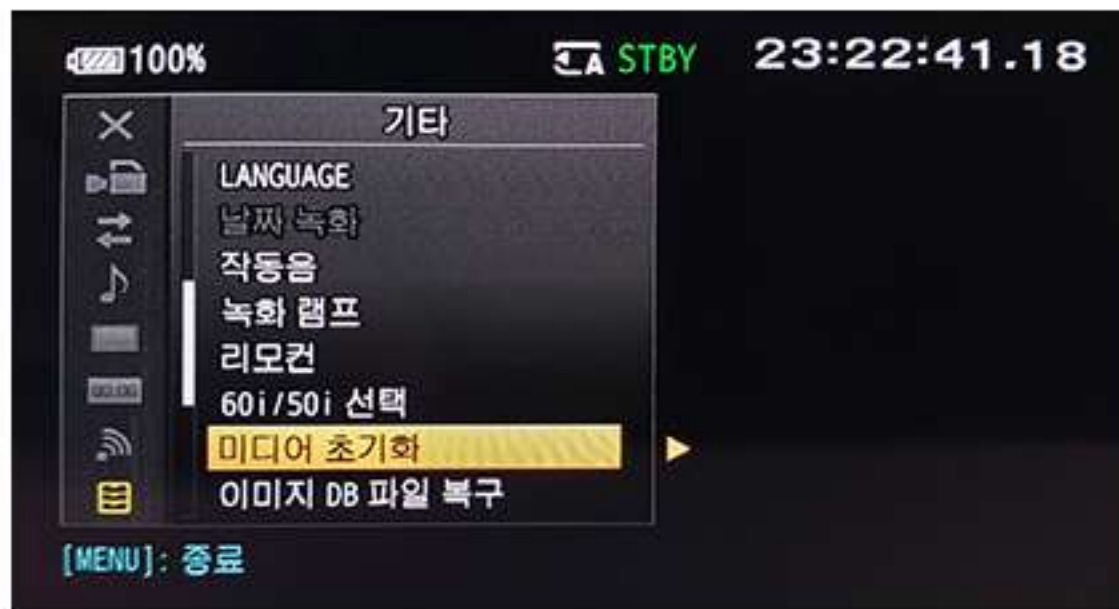 100%
A STBY 23:22:41.18
기타
LANGUAGE
날짜 녹화
작동음
녹화 램프
리모컨
60i/50i 선택
00:00
미디어 초기화
이미지 DB 파일 복구
[MENU]: 종료